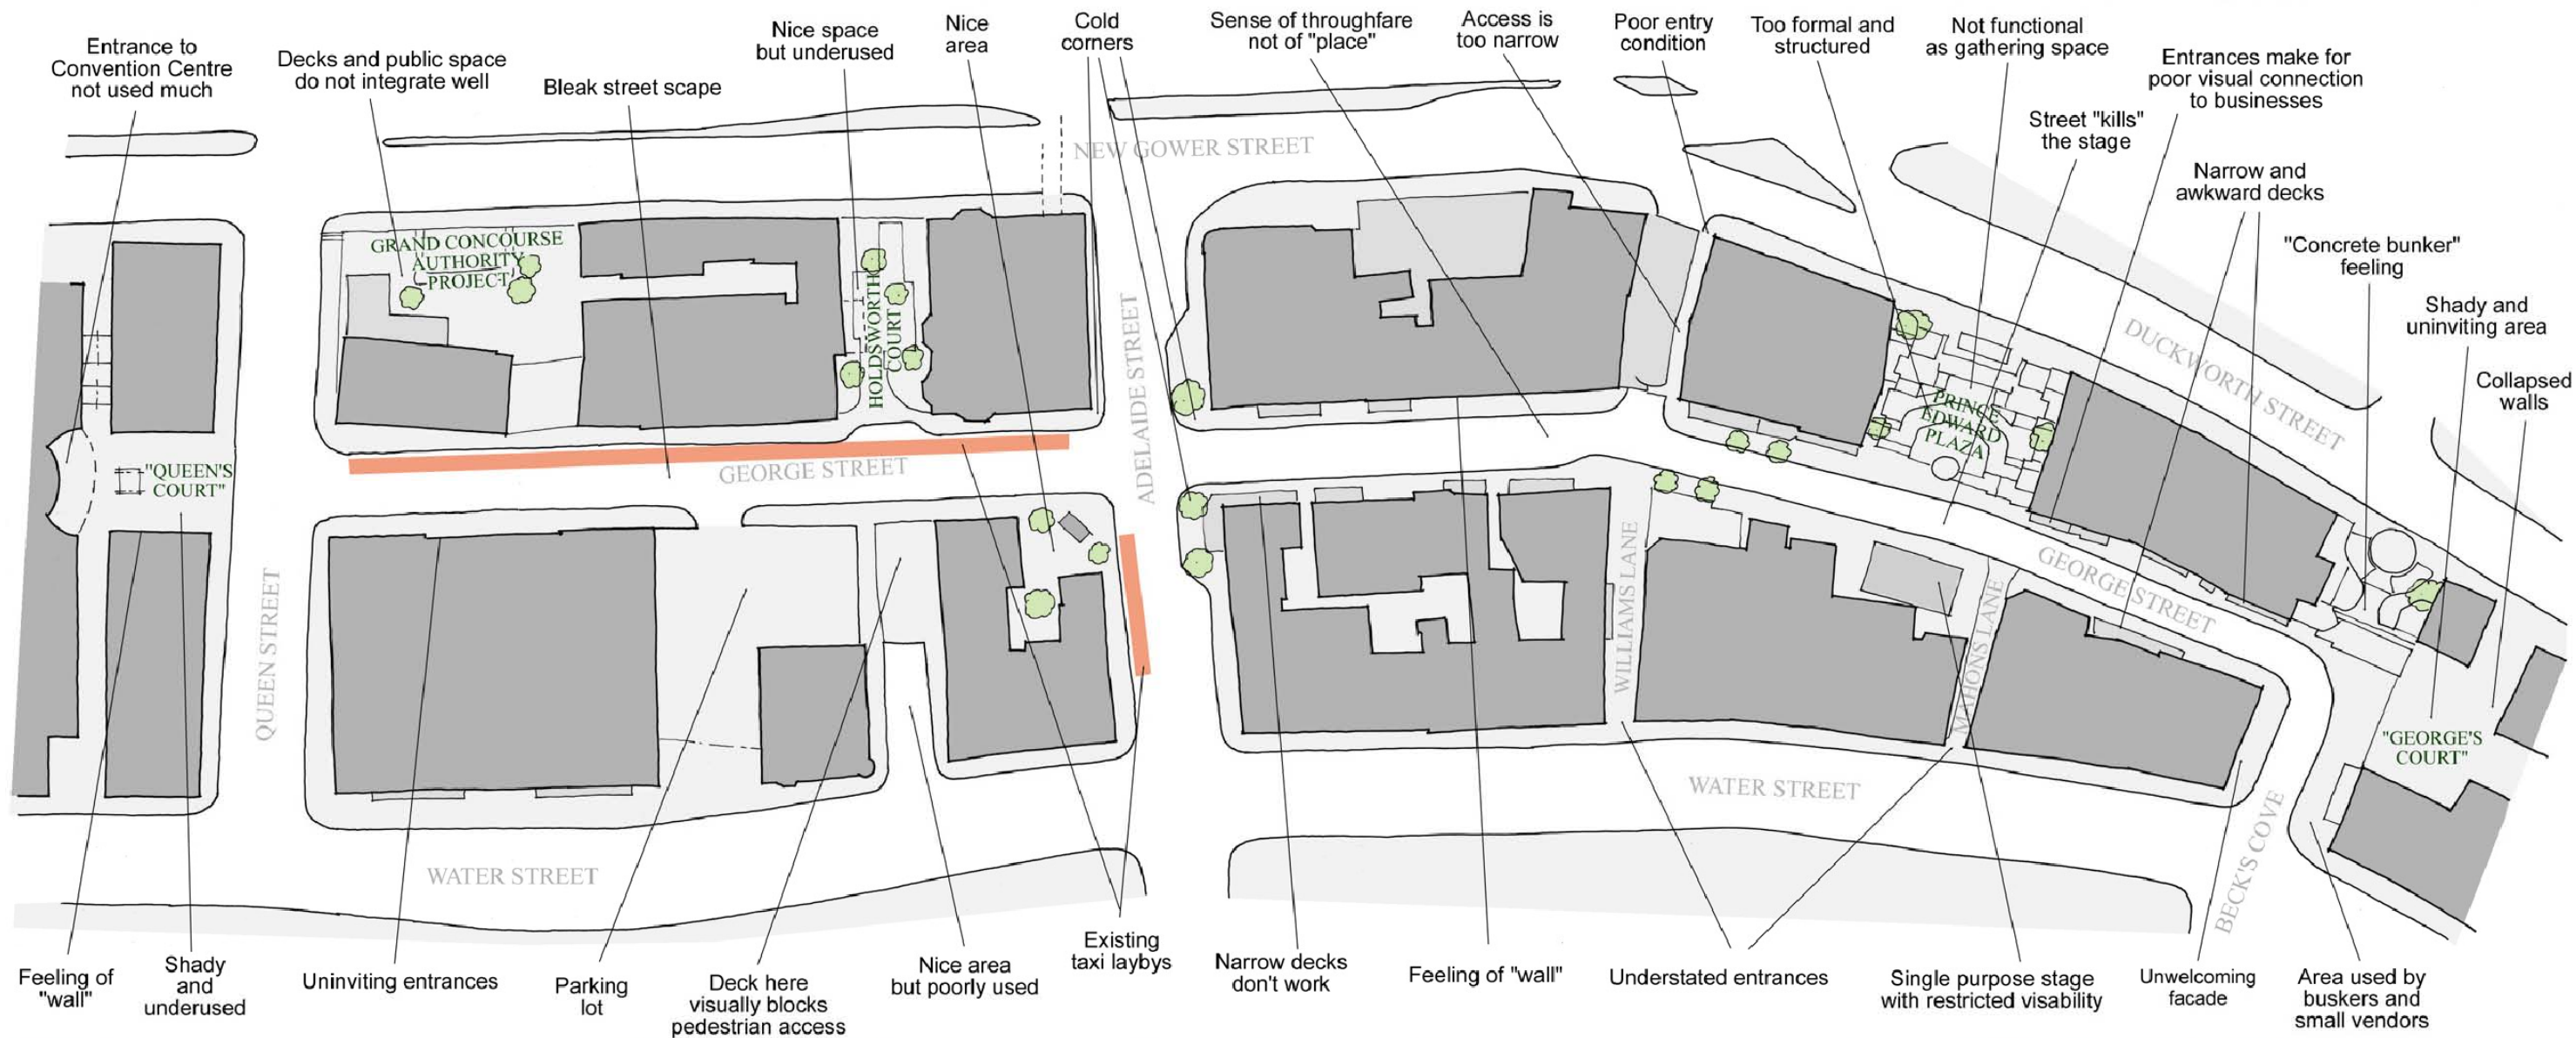 Entrance to
Convention Centre
not used much
Decks and public space
do not integrate well
Bleak street scape
Nice space
but underused
Nice
area
Cold
corners
Sense of throughfare
not of "place"
Access is
too narrow
Poor entry
condition
Too formal and
structured
Not functional
as gathering space
Entrances make for
poor visual connection
to businesses
Street "kills"
the stage
Narrow and
awkward decks
"Concrete bunker"
feeling
Shady and
uninviting area
Collapsed
walls
NEW GOWER STREET
GRAND CONCOURSE
AUTHORITY
PROJECT
HOLDSWORTH
COURT
ADELAIDE STREET
DUCKWORTH STREET
PRINCE
EDWARD
PLAZA
"QUEEN'S
COURT"
GEORGE STREET
QUEEN STREET
WILLIAMS LANE
MAHONS LANE
GEORGE STREET
"GEORGE'S
COURT"
WATER STREET
WATER STREET
BECK'S COVE
Feeling of
"wall"
Shady
and
underused
Uninviting entrances
Parking
lot
Deck here
visually blocks
pedestrian access
Nice area
but poorly used
Existing
taxi laybys
Narrow decks
don't work
Feeling of "wall"
Understated entrances
Single purpose stage
with restricted visability
Unwelcoming
facade
Area used by
buskers and
small vendors